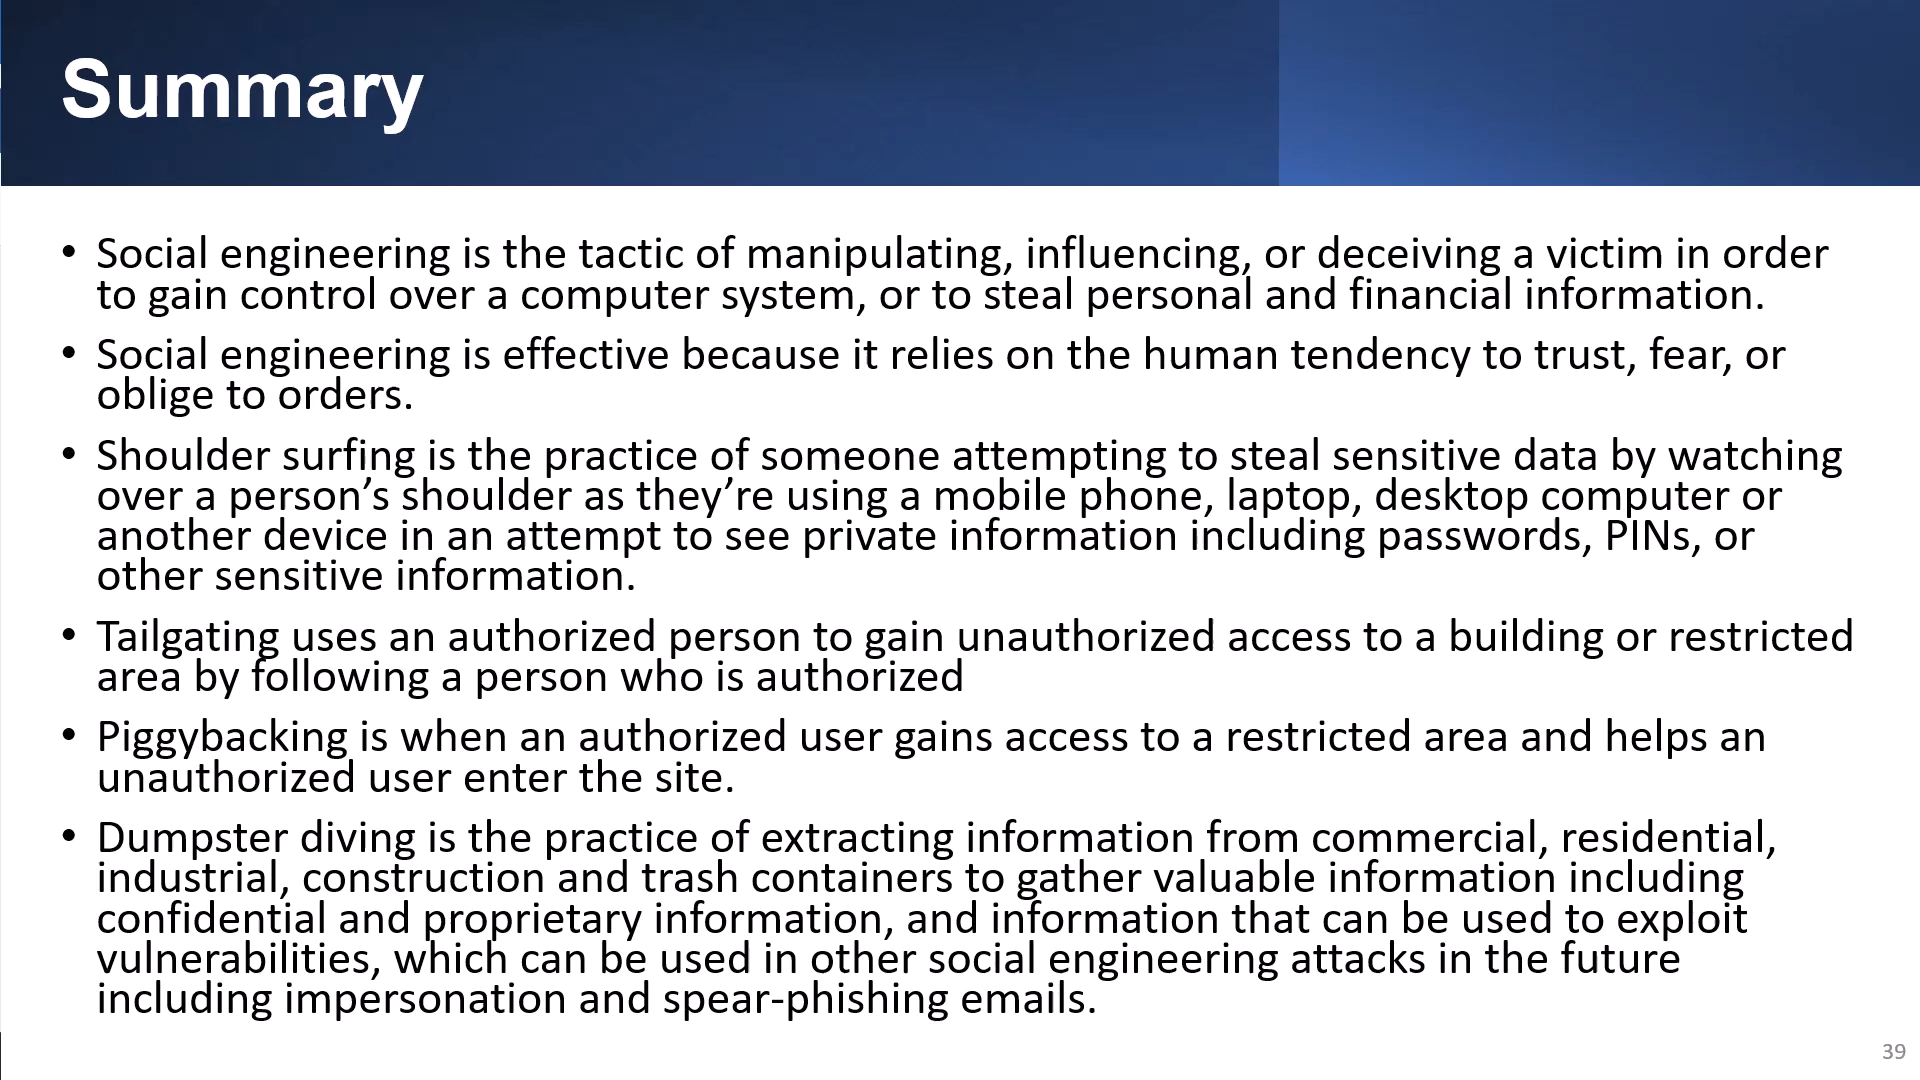 Summary
• Social engineering is the tactic of manipulating, influencing, or deceiving a victim in order
to gain control over a computer system, or to steal personal and financial information.
• Social engineering is effective because it relies on the human tendency to trust, fear, or
oblige to orders.
• Shoulder surfing is the practice of someone attempting to steal sensitive data by watching
over a person’s shoulder as they’re using a mobile phone, laptop, desktop computer or
another device in an attempt to see private information including passwords, PINs, or
other sensitive information.
• Tailgating uses an authorized person to gain unauthorized access to a building or restricted
area by following a person who is authorized
• Piggybacking is when an authorized user gains access to a restricted area and helps an
unauthorized user enter the site.
• Dumpster diving is the practice of extracting information from commercial, residential,
industrial, construction and trash containers to gather valuable information including
confidential and proprietary information, and information that can be used to exploit
vulnerabilities, which can be used in other social engineering attacks in the future
including impersonation and spear-phishing emails.
39